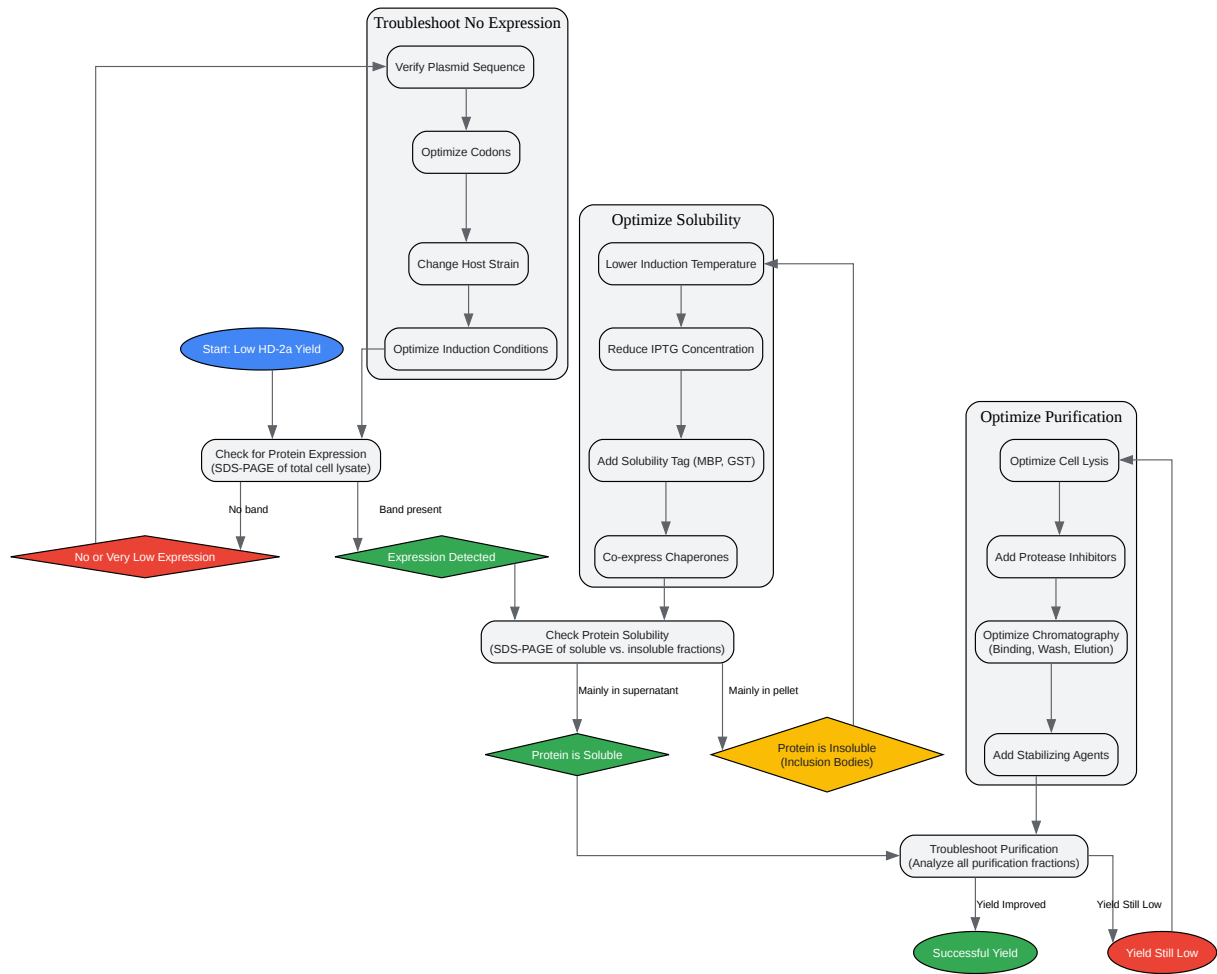 Troubleshoot No Expression
Verify Plasmid Sequence
Optimize Codons
Change Host Strain
Optimize Induction Conditions
Optimize Solubility
Lower Induction Temperature
Reduce IPTG Concentration
Add Solubility Tag (MBP, GST)
Co-express Chaperones
Start: Low HD-2a Yield
Check for Protein Expression
(SDS-PAGE of total cell lysate)
No band
Band present
No or Very Low Expression
Expression Detected
Check Protein Solubility
(SDS-PAGE of soluble vs. insoluble fractions)
Mainly in supernatant
Mainly in pellet
Protein is Soluble
Protein is Insoluble
(Inclusion Bodies)
Optimize Purification
Optimize Cell Lysis
Add Protease Inhibitors
Optimize Chromatography
(Binding, Wash, Elution)
Add Stabilizing Agents
Troubleshoot Purification
(Analyze all purification fractions)
Yield Improved
Yield Still Low
Successful Yield
Yield Still Low